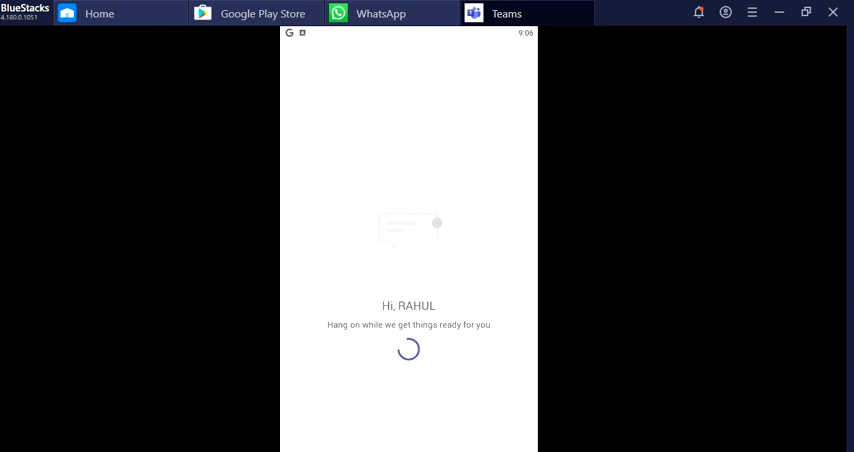 BlueStacks
4.180.0.1051
Home
Google Play Store
WhatsApp
Teams
G
A
9:06
Hi, RAHUL
Hang on while we get things ready for you